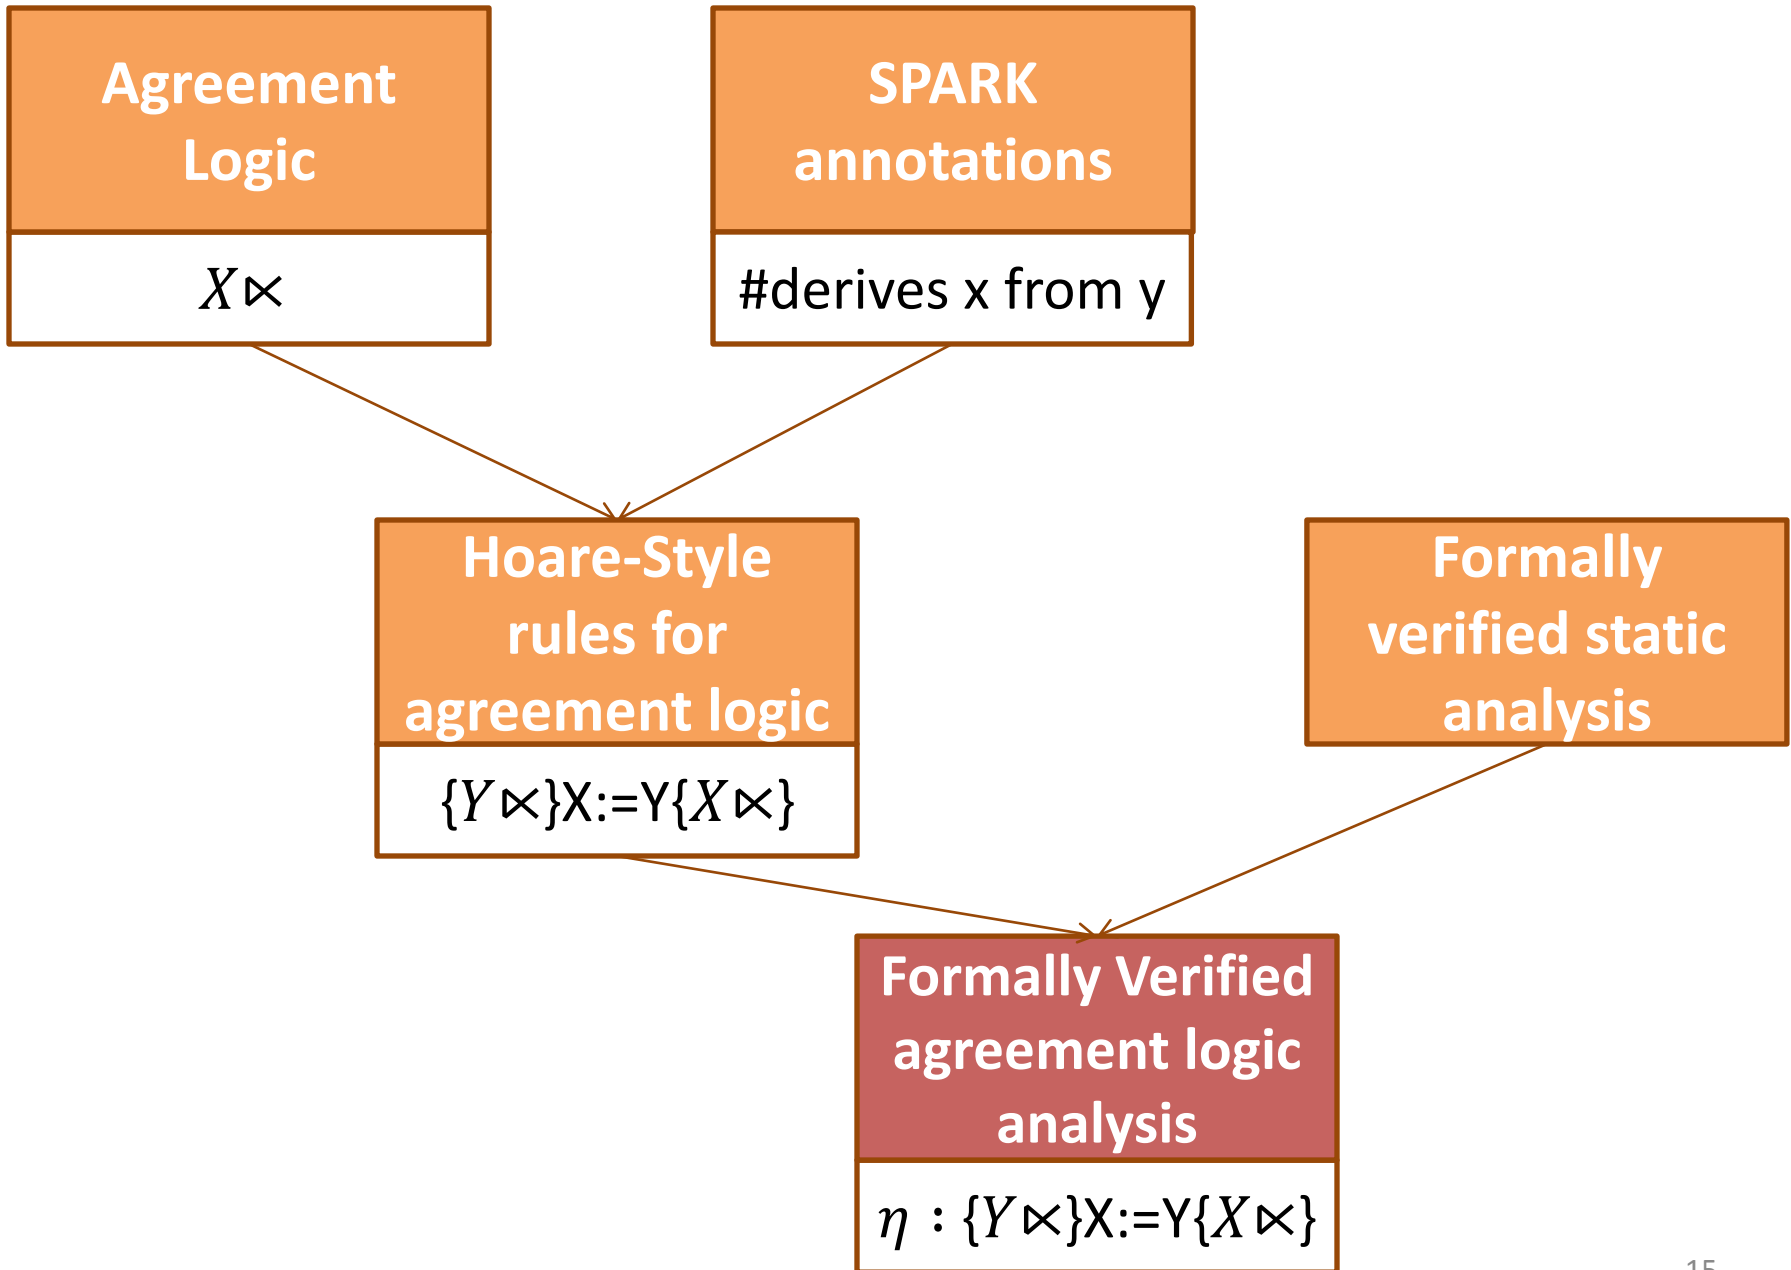 Agreement
Logic
X⋉
SPARK
annotations
#derives x from y
Hoare-Style
rules for
agreement logic
{Y⋉}X:=Y{X⋉}
Formally
verified static
analysis
Formally Verified
agreement logic
analysis
η : {Y⋉}X:=Y{X⋉}
15